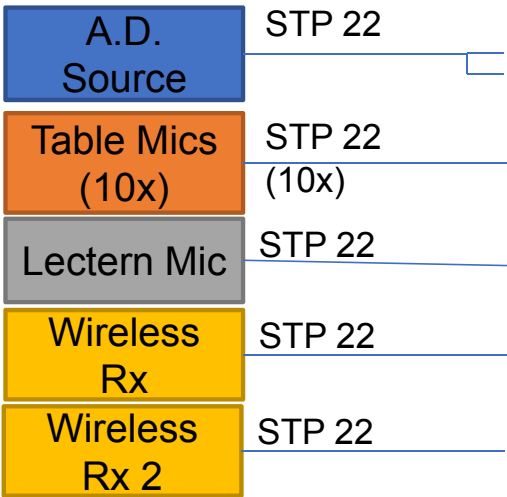 A.D.
Source
STP 22
Table Mics
(10x)
STP 22
(10x)
Lectern Mic
STP 22
Wireless
Rx
STP 22
Wireless
Rx 2
STP 22